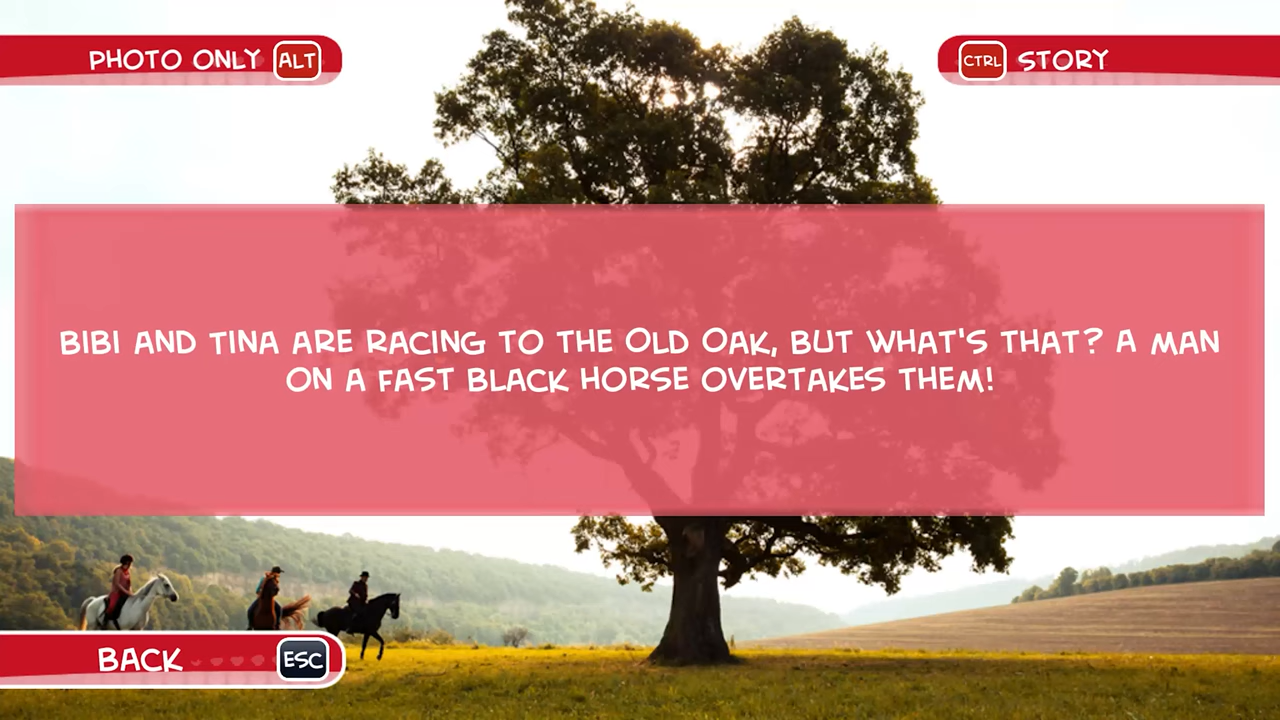 PHOTO ONLY ALT
CTRL STORY
BIBI AND TINA ARE RACING TO THE OLD OAK, BUT WHAT'S THAT? A MAN
ON A FAST BLACK HORSE OVERTAKES THEM!
BACK ESC